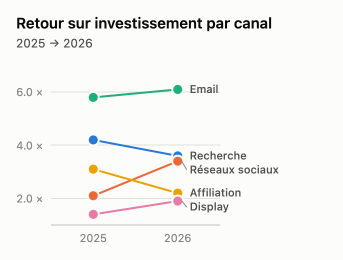 Retour sur investissement par canal
2025 → 2026
6.0 ×
Email
4.0 ×
Recherche
Réseaux sociaux
2.0 ×
Affiliation
Display
2025
2026